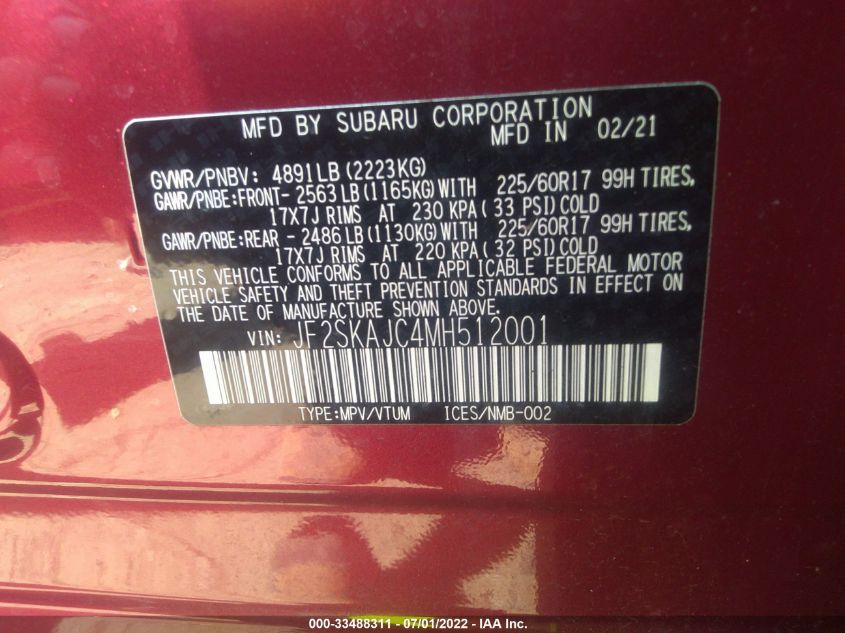 MFD BY SUBARU CORPORATION
MFD IN 02/21
GVWR/PNBV: 4891LB (2223KG)
GAWR/PNBE:FRONT- 2563 LB (1165KG) WITH 225/60R17 99H TIRES,
17X7J RIMS AT 230 KPA( 33 PSI) COLD
GAWR/PNBE:REAR - 2486 LB (1130KG) WITH 225/60R17 99H TIRES,
17X7J RIMS AT 220 KPA( 32 PSI) COLD
THIS VEHICLE CONFORMS TO ALL APPLICABLE FEDERAL MOTOR
VEHICLE SAFETY AND THEFT PREVENTION STANDARDS IN EFFECT ON
THE DATE OF MANUFACTURE SHOWN ABOVE.
VIN: JF2SKAJC4MH512001
TYPE:MPV/VTUM ICES/NMB-002
000-33488311 - 07/01/2022 - IAA Inc.